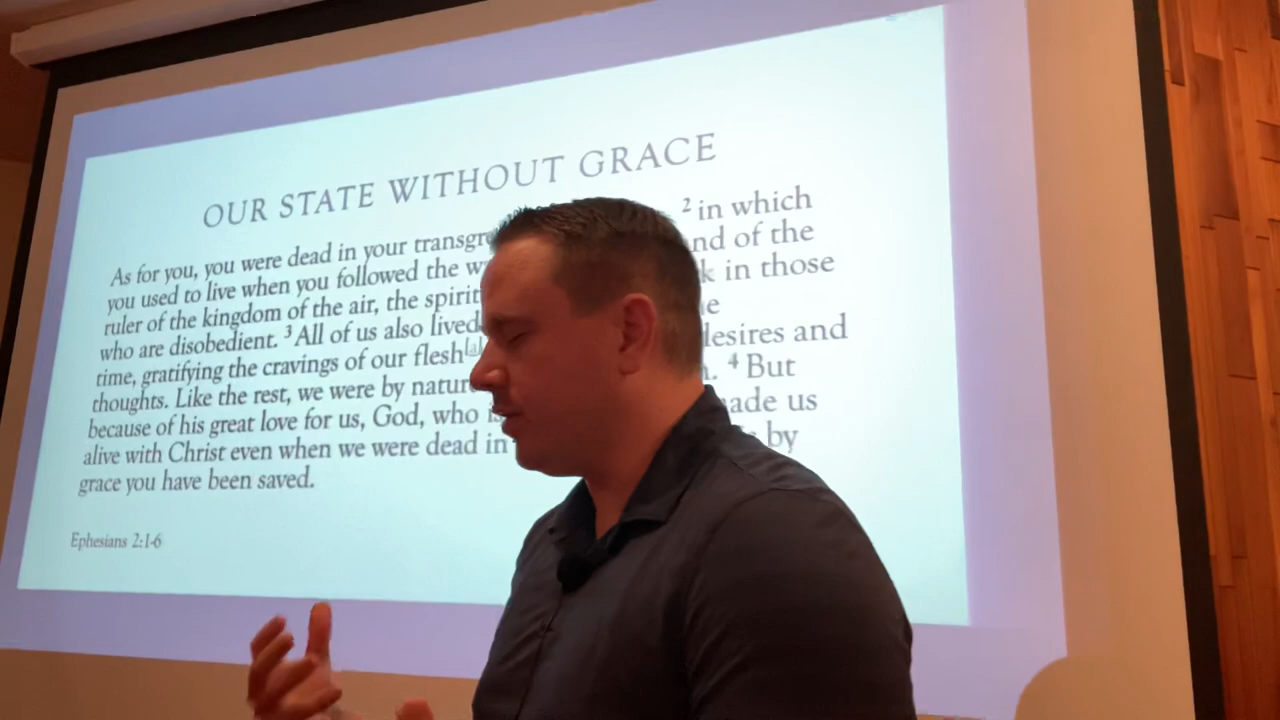 OUR STATE WITHOUT GRACE
As for you, you were dead in your transgre 2 in which
you used to live when you followed the w nd of the
ruler of the kingdom of the air, the spirit k in those
who are disobedient. 3 All of us also lived e
time, gratifying the cravings of our flesh[a] desires and
thoughts. Like the rest, we were by natur . 4 But
because of his great love for us, God, who is made us
alive with Christ even when we were dead in by
grace you have been saved.
Ephesians 2:1-6